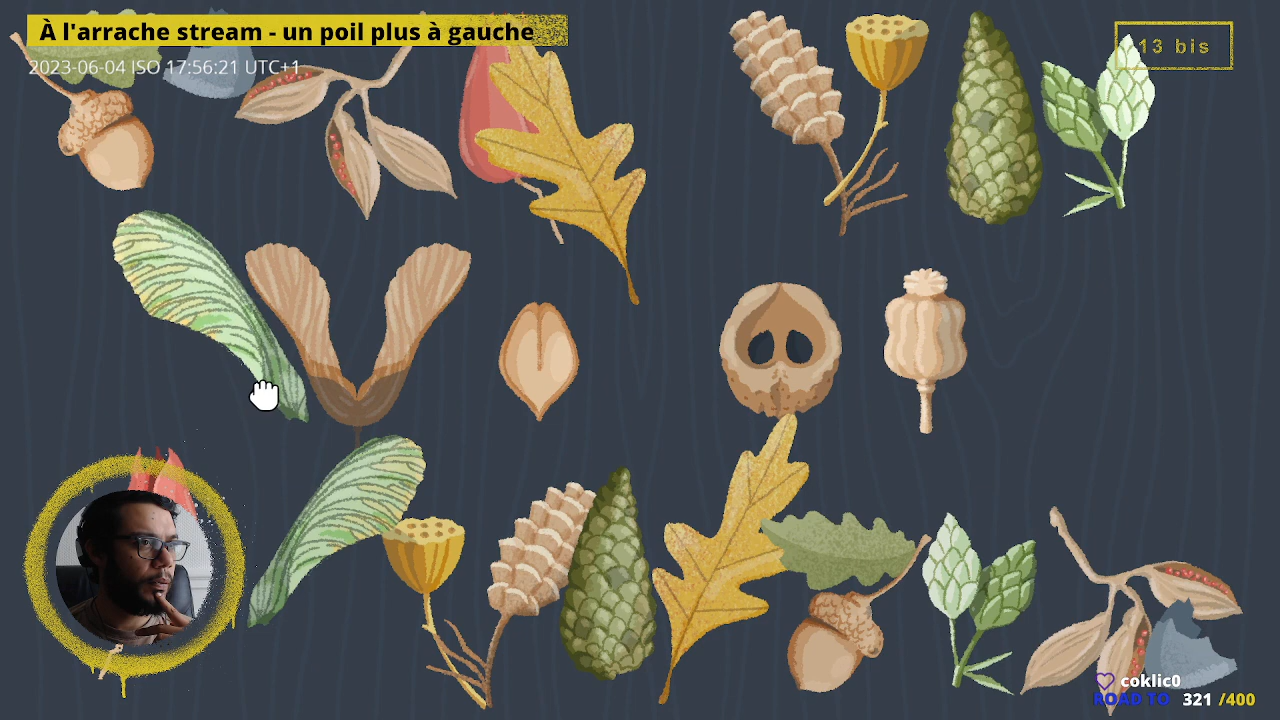 À l'arrache stream - un poil plus à gauche
2023-06-04 ISO 17:56:21 UTC+1
13 bis
coklic0
ROAD TO 321 /400